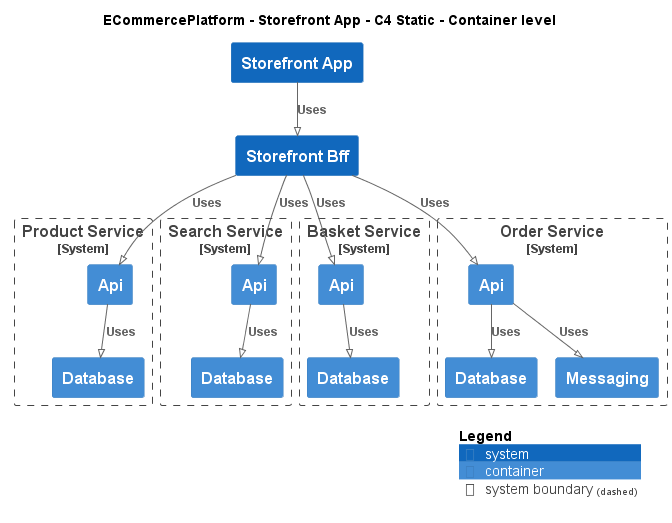 ECommercePlatform - Storefront App - C4 Static - Container level
Storefront App
Uses
Storefront Bff
Uses
Uses
Uses
Uses
Product Service
[System]
Search Service
[System]
Basket Service
[System]
Order Service
[System]
Api
Api
Api
Api
Uses
Uses
Uses
Uses
Uses
Database
Database
Database
Database
Messaging
Legend
system
container
system boundary (dashed)